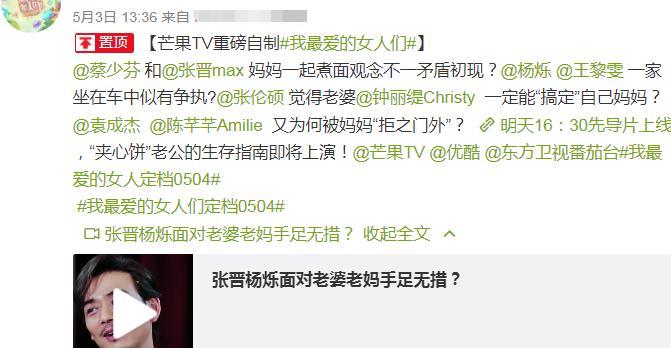 5月3日 13:36 来自
置顶 【芒果TV重磅自制#我最爱的女人们#】
@蔡少芬 和@张晋max 妈妈一起煮面观念不一矛盾初现？@杨烁 @王黎雯 一家
坐在车中似有争执?@张伦硕 觉得老婆@钟丽缇Christy 一定能“搞定”自己妈妈？
@袁成杰 @陈芊芊Amilie 又为何被妈妈“拒之门外”？ 明天16：30先导片上线
，“夹心饼”老公的生存指南即将上演！@芒果TV @优酷 @东方卫视番茄台#我最
爱的女人定档0504#
#我最爱的女人们定档0504#
张晋杨烁面对老婆老妈手足无措？ 收起全文
张晋杨烁面对老婆老妈手足无措？